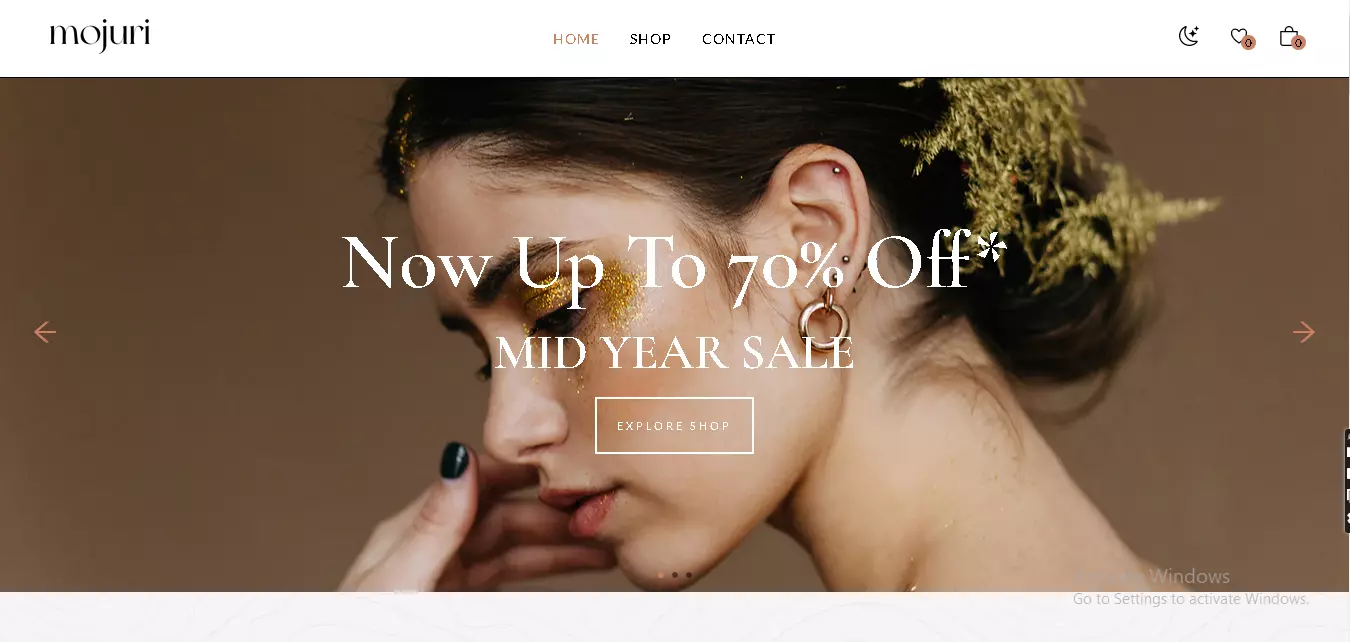 mojuri
HOME SHOP CONTACT
0 0
Now Up To 70% Off*
MID YEAR SALE
EXPLORE SHOP
Windows
Go to Settings to activate Windows.